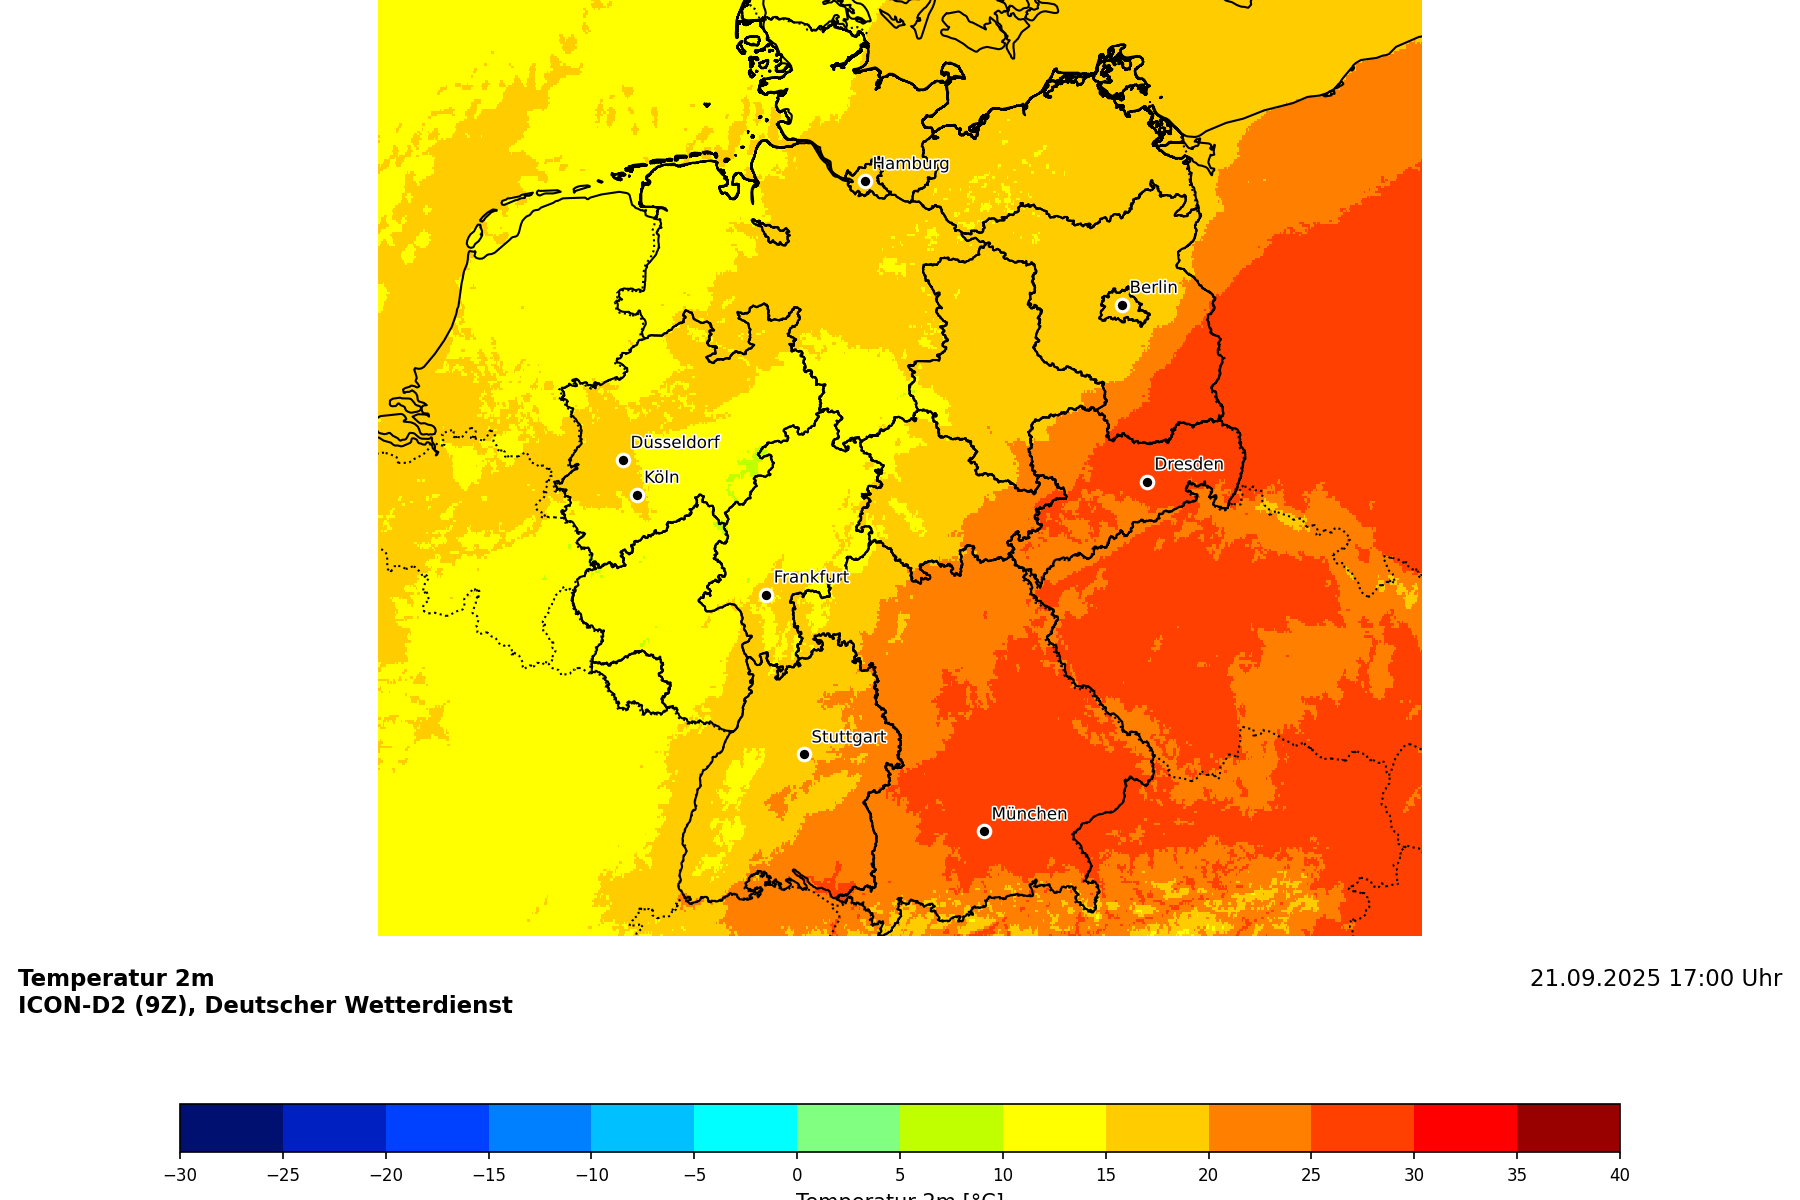 Hamburg
Berlin
Düsseldorf
Köln
Dresden
Frankfurt
Stuttgart
München
Temperatur 2m
ICON-D2 (9Z), Deutscher Wetterdienst
21.09.2025 17:00 Uhr
−30 −25 −20 −15 −10 −5 0 5 10 15 20 25 30 35 40
Temperatur 2m [°C]